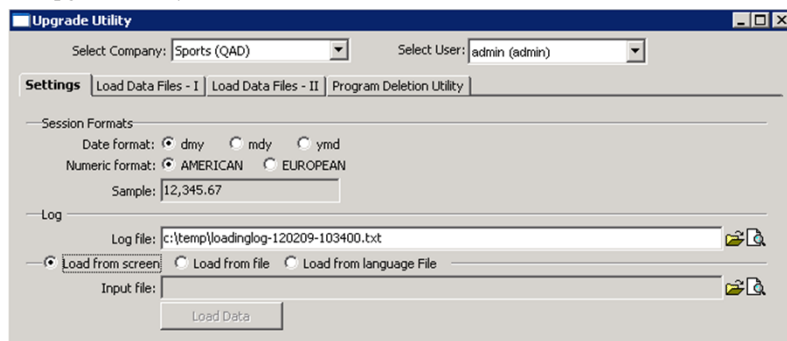 Upgrade Utility
Select Company: Sports (QAD) Select User: admin (admin)
Settings Load Data Files - I Load Data Files - II Program Deletion Utility
Session Formats
Date format: dmy mdy ymd
Numeric format: AMERICAN EUROPEAN
Sample: 12,345.67
Log
Log file: c:\temp\loadinglog-120209-103400.txt
Load from screen Load from file Load from language File
Input file:
Load Data